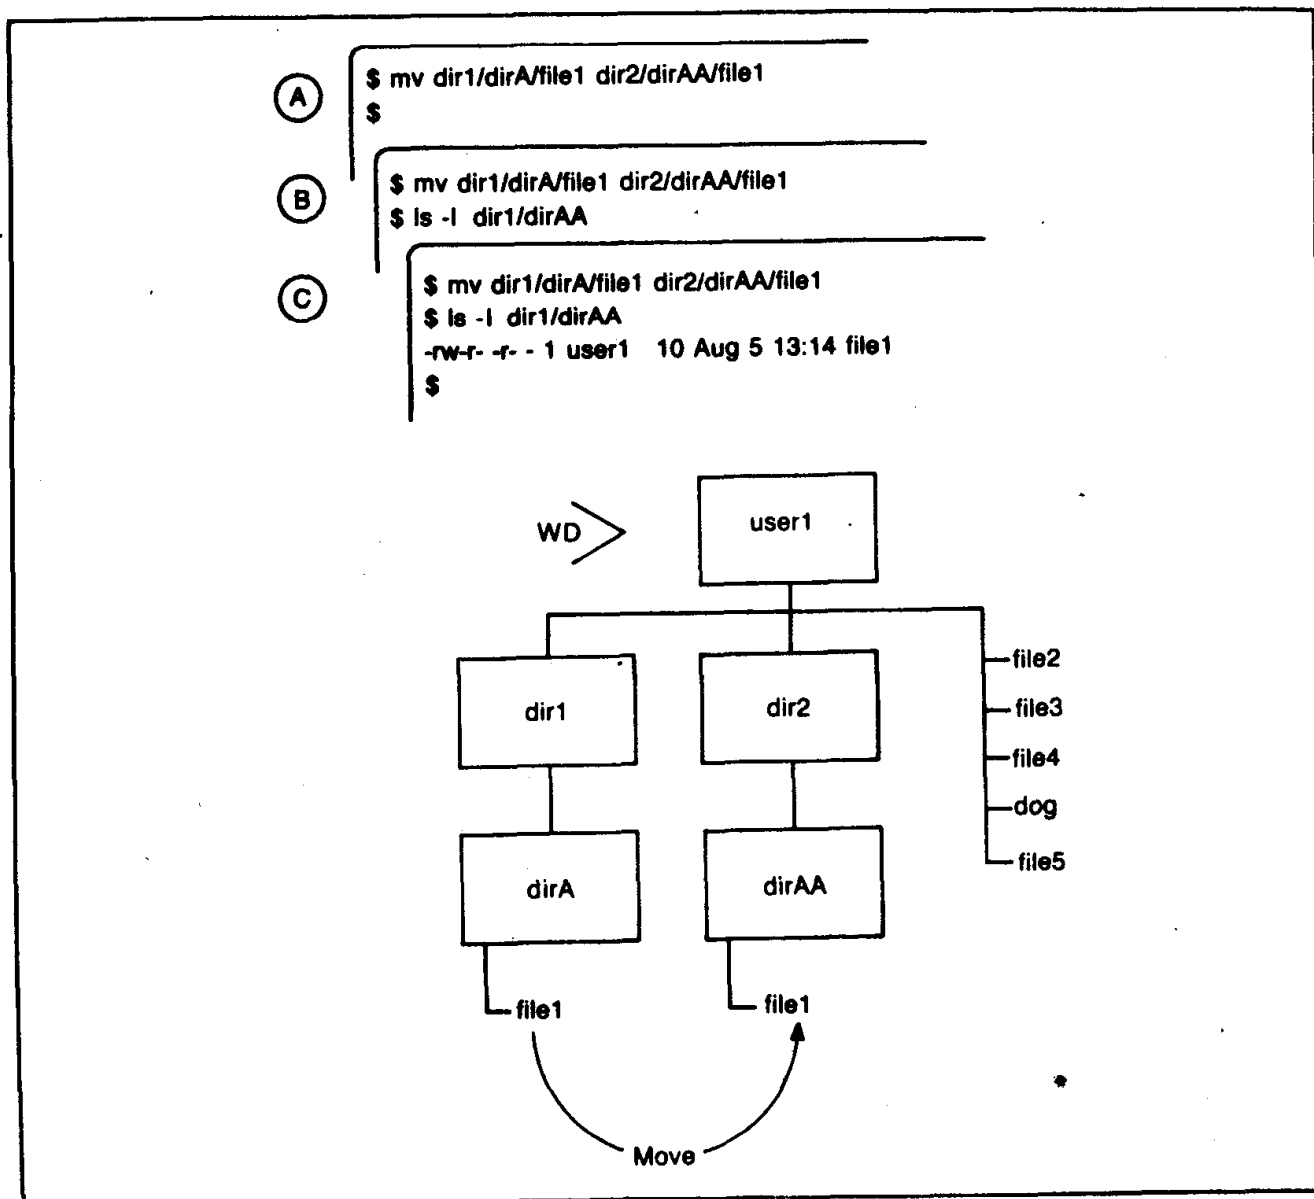 A
$ mv dir1/dirA/file1 dir2/dirAA/file1
$
B
$ mv dir1/dirA/file1 dir2/dirAA/file1
$ ls -l dir1/dirAA
C
$ mv dir1/dirA/file1 dir2/dirAA/file1
$ ls -l dir1/dirAA
-rw-r- -r- - 1 user1 10 Aug 5 13:14 file1
$
WD
user1
dir1
dir2
file2
file3
file4
dog
file5
dirA
dirAA
file1
file1
Move